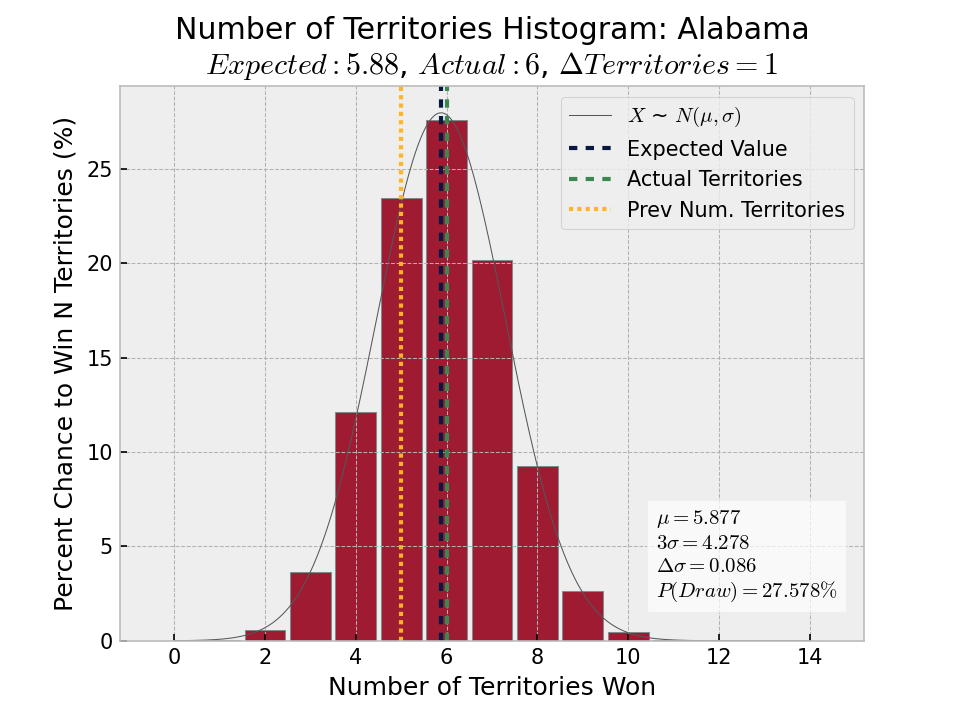 Number of Territories Histogram: Alabama
Expected : 5.88, Actual : 6, ΔTerritories = 1
Percent Chance to Win N Territories (%)
25
20
15
10
5
0
X ~ N(μ, σ)
Expected Value
Actual Territories
Prev Num. Territories
μ = 5.877
3σ = 4.278
Δσ = 0.086
P(Draw) = 27.578%
0 2 4 6 8 10 12 14
Number of Territories Won